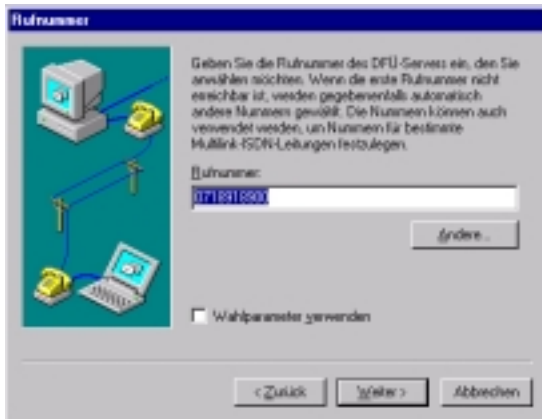 Rufnummer
Geben Sie die Rufnummer des DFÜ-Servers ein, den Sie
anwählen möchten. Wenn die erste Rufnummer nicht
erreichbar ist, werden gegebenenfalls automatisch
andere Nummern gewählt. Die Nummern können auch
verwendet werden, um Nummern für bestimmte
Multilink-ISDN-Leitungen festzulegen.
Rufnummer:
0718918900
Andere...
Wahlparameter verwenden
< Zurück
Weiter >
Abbrechen